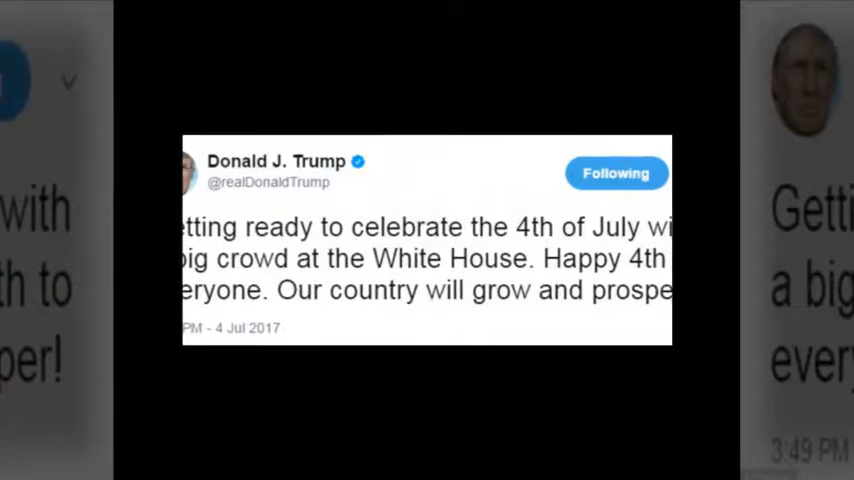 Donald J. Trump
@realDonaldTrump
Following
etting ready to celebrate the 4th of July wi
big crowd at the White House. Happy 4th
eryone. Our country will grow and prospe
PM - 4 Jul 2017
with
th to
per!
Getti
a big
every
3:49 PM